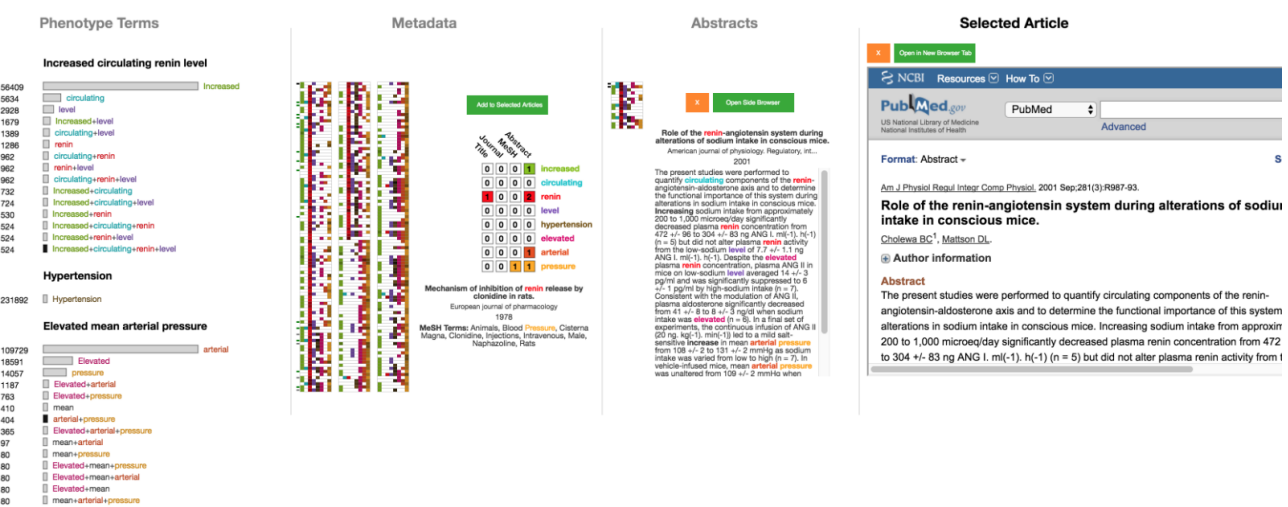 Phenotype Terms
Increased circulating renin level
56409 Increased
5634 circulating
2928 level
1679 Increased+level
1389 circulating+level
1286 renin
962 circulating+renin
962 renin+level
962 circulating+renin+level
732 Increased+circulating
724 Increased+circulating+level
530 Increased+renin
524 Increased+circulating+renin
524 Increased+renin+level
524 Increased+circulating+renin+level
Hypertension
231892 Hypertension
Elevated mean arterial pressure
109729 arterial
18591 Elevated
14057 pressure
1187 Elevated+arterial
763 Elevated+pressure
410 mean
404 arterial+pressure
365 Elevated+arterial+pressure
97 mean+arterial
80 mean+pressure
80 Elevated+mean+pressure
80 Elevated+mean+arterial
80 Elevated+mean
80 mean+arterial+pressure
Metadata
Add to Selected Articles
Title Journal MeSH Abstract
0 0 0 1 increased
0 0 0 0 circulating
1 0 0 2 renin
0 0 0 0 level
0 0 0 0 hypertension
0 0 0 0 elevated
0 0 0 1 arterial
0 0 1 1 pressure
Mechanism of inhibition of renin release by
clonidine in rats.
European journal of pharmacology
1978
MeSH Terms: Animals, Blood Pressure, Cisterna
Magna, Clonidine, Injections, Intravenous, Male,
Naphazoline, Rats
Abstracts
X Open Side Browser
Role of the renin-angiotensin system during
alterations of sodium intake in conscious mice.
American journal of physiology. Regulatory, int...
2001
The present studies were performed to
quantify circulating components of the renin-
angiotensin-aldosterone axis and to determine
the functional importance of this system during
alterations in sodium intake in conscious mice.
Increasing sodium intake from approximately
200 to 1,000 microeq/day significantly
decreased plasma renin concentration from
472 +/- 96 to 304 +/- 83 ng ANG I. ml(-1). h(-1)
(n = 5) but did not alter plasma renin activity
from the low-sodium level of 7.7 +/- 1.1 ng
ANG I. ml(-1). h(-1). Despite the elevated
plasma renin concentration, plasma ANG II in
mice on low-sodium level averaged 14 +/- 3
pg/ml and was significantly suppressed to 6
+/- 1 pg/ml by high-sodium intake (n = 7).
Consistent with the modulation of ANG II,
plasma aldosterone significantly decreased
from 41 +/- 8 to 8 +/- 3 ng/dl when sodium
intake was elevated (n = 6). In a final set of
experiments, the continuous infusion of ANG II
(20 ng. kg(-1). min(-1)) led to a mild salt-
sensitive increase in mean arterial pressure
from 108 +/- 2 to 131 +/- 2 mmHg as sodium
intake was varied from low to high (n = 7). In
vehicle-infused mice, mean arterial pressure
was unaltered from 109 +/- 2 mmHg when
Selected Article
X Open in New Browser Tab
NCBI Resources How To
PubMed.gov
US National Library of Medicine
National Institutes of Health
PubMed
Advanced
Format: Abstract
S
Am J Physiol Regul Integr Comp Physiol. 2001 Sep;281(3):R987-93.
Role of the renin-angiotensin system during alterations of sodiu
intake in conscious mice.
Cholewa BC1, Mattson DL.
Author information
Abstract
The present studies were performed to quantify circulating components of the renin-
angiotensin-aldosterone axis and to determine the functional importance of this system
alterations in sodium intake in conscious mice. Increasing sodium intake from approxim
200 to 1,000 microeq/day significantly decreased plasma renin concentration from 472
to 304 +/- 83 ng ANG I. ml(-1). h(-1) (n = 5) but did not alter plasma renin activity from t